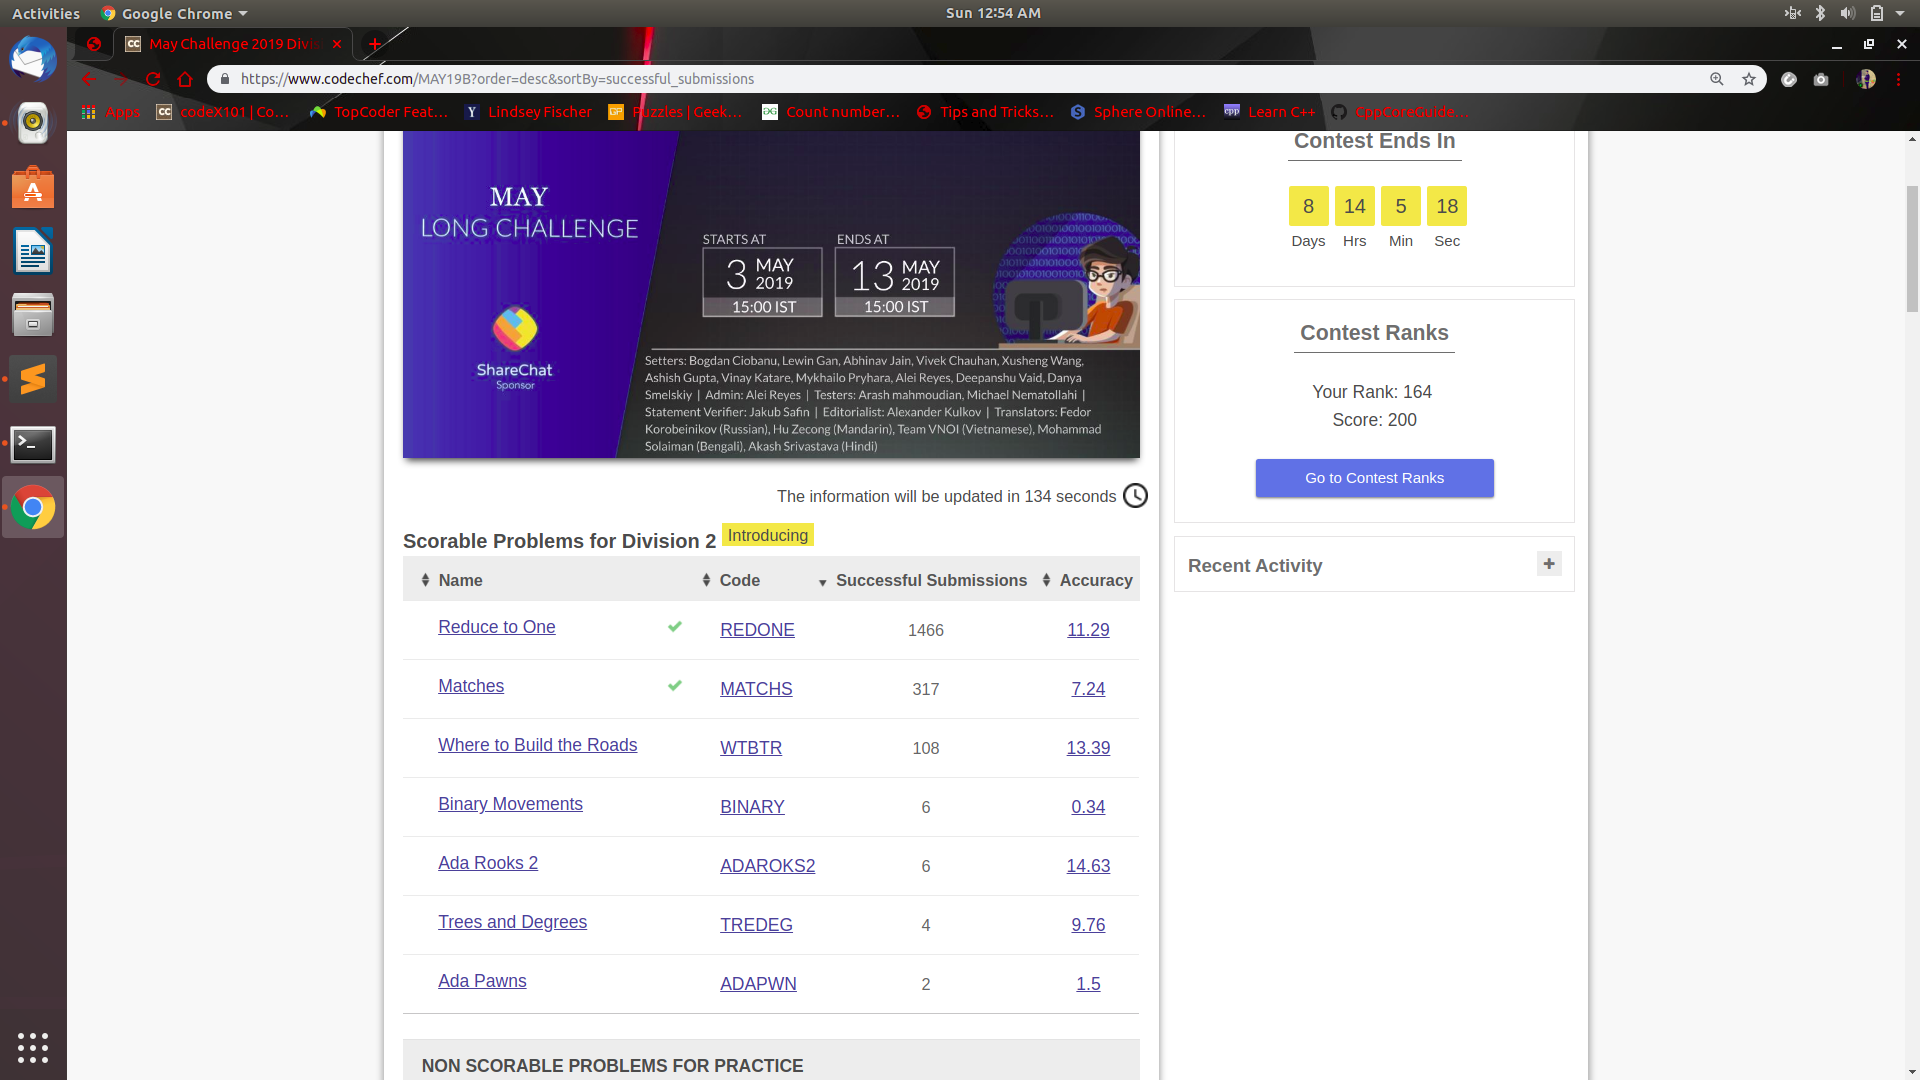 Activities
Google Chrome
Sun 12:54 AM
May Challenge 2019 Divis
https://www.codechef.com/MAY19B?order=desc&sortBy=successful_submissions
Apps
codeX101 | Co...
TopCoder Feat...
Lindsey Fischer
Puzzles | Geek...
Count number...
Tips and Tricks...
Sphere Online...
Learn C++
CppCoreGuide...
MAY
LONG CHALLENGE
STARTS AT
3 MAY 2019
15:00 IST
ENDS AT
13 MAY 2019
15:00 IST
ShareChat
Sponsor
Setters: Bogdan Ciobanu, Lewin Gan, Abhinav Jain, Vivek Chauhan, Xusheng Wang,
Ashish Gupta, Vinay Katare, Mykhailo Pryhara, Alei Reyes, Deepanshu Vaid, Danya
Smelskiy | Admin: Alei Reyes | Testers: Arash mahmoudian, Michael Nematollahi |
Statement Verifier: Jakub Safin | Editorialist: Alexander Kulkov | Translators: Fedor
Korobeinikov (Russian), Hu Zecong (Mandarin), Team VNOI (Vietnamese), Mohammad
Solaiman (Bengali), Akash Srivastava (Hindi)
The information will be updated in 134 seconds
Scorable Problems for Division 2 Introducing
Name Code Successful Submissions Accuracy
Reduce to One REDONE 1466 11.29
Matches MATCHS 317 7.24
Where to Build the Roads WTBTR 108 13.39
Binary Movements BINARY 6 0.34
Ada Rooks 2 ADAROKS2 6 14.63
Trees and Degrees TREDEG 4 9.76
Ada Pawns ADAPWN 2 1.5
NON SCORABLE PROBLEMS FOR PRACTICE
Contest Ends In
8 14 5 18
Days Hrs Min Sec
Contest Ranks
Your Rank: 164
Score: 200
Go to Contest Ranks
Recent Activity